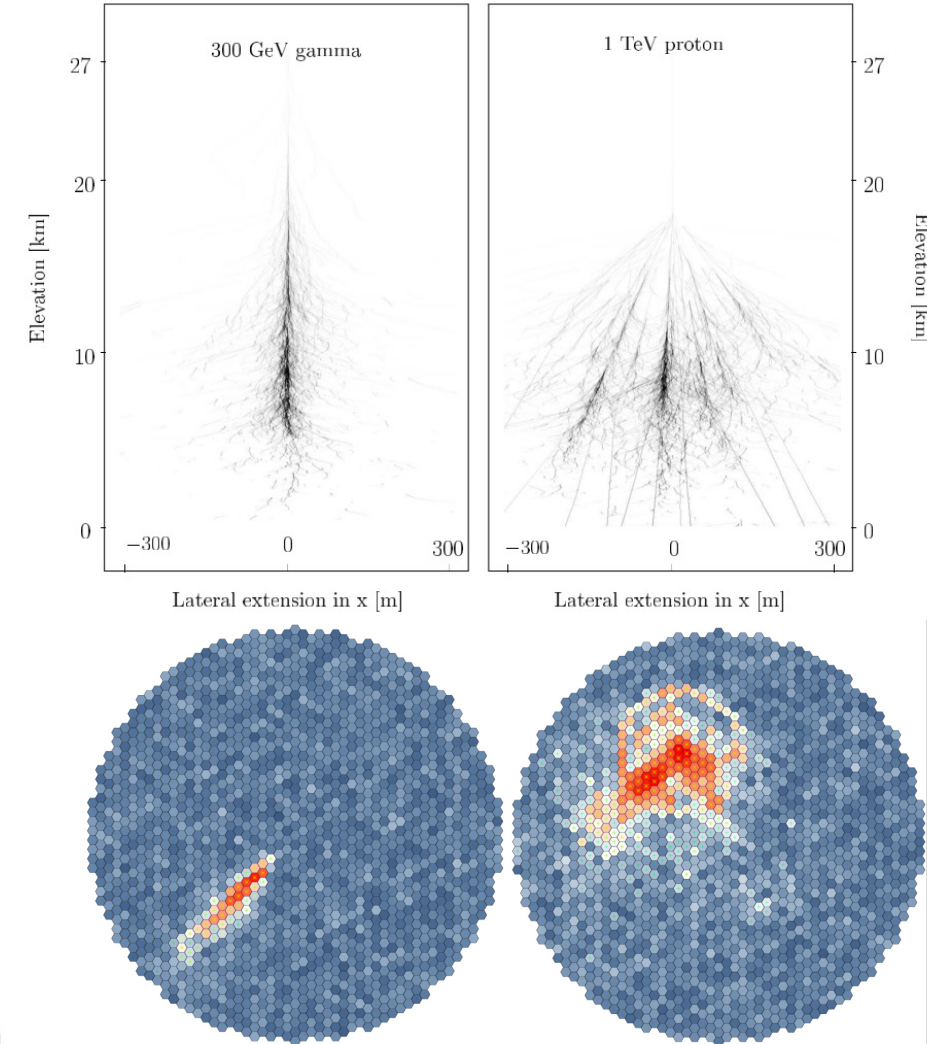 300 GeV gamma
1 TeV proton
27
20
10
0
Elevation [km]
−300
0
300
Lateral extension in x [m]
27
20
10
0
Elevation [km]
−300
0
300
Lateral extension in x [m]